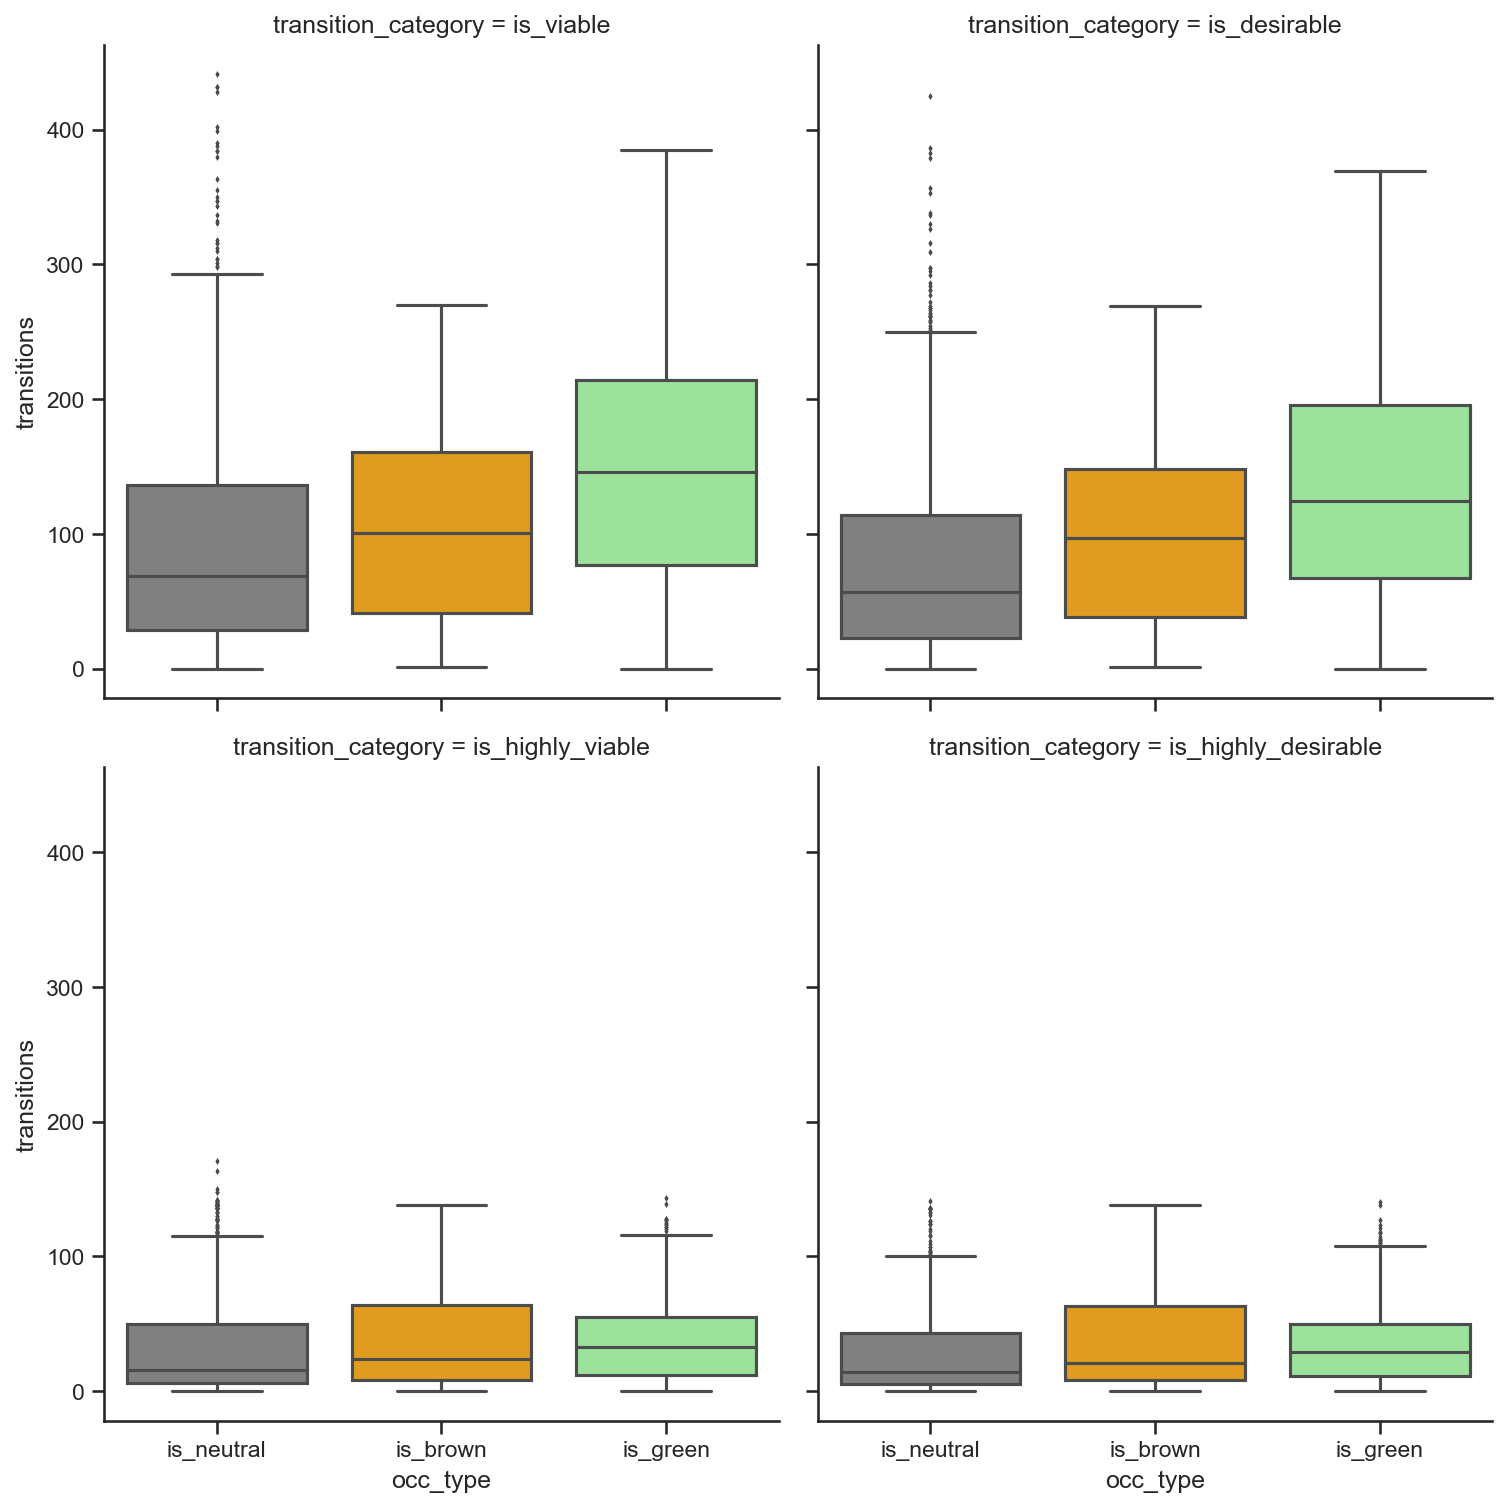 transition_category = is_viable
transition_category = is_desirable
transitions
400
300
200
100
0
transition_category = is_highly_viable
transition_category = is_highly_desirable
transitions
400
300
200
100
0
is_neutral is_brown is_green
occ_type
is_neutral is_brown is_green
occ_type